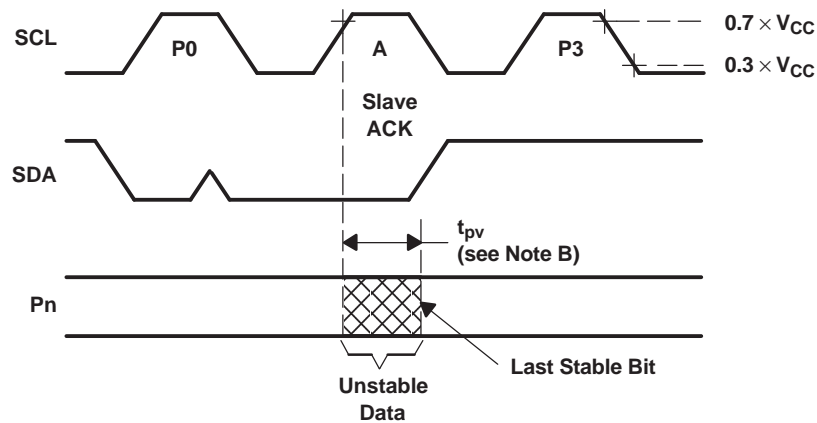 SCL
P0
A
P3
0.7 × VCC
0.3 × VCC
Slave
ACK
SDA
tpv
(see Note B)
Pn
Last Stable Bit
Unstable
Data